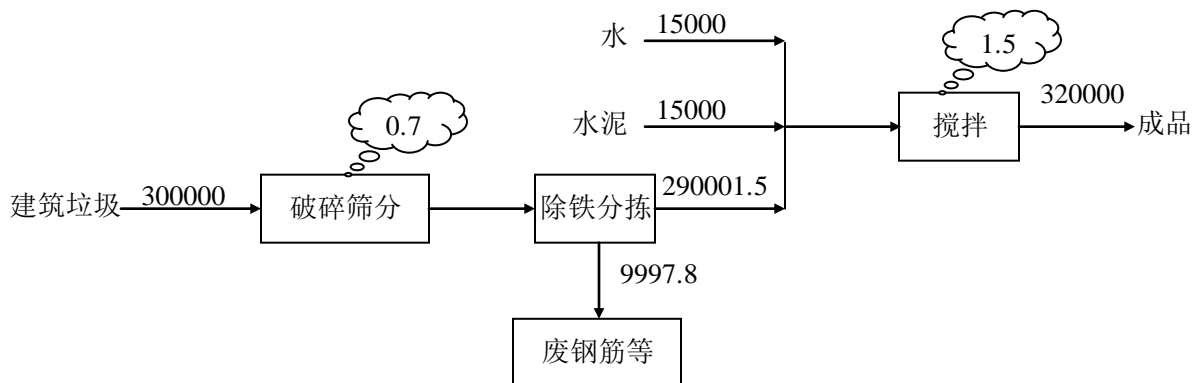 水 15000
1.5
320000
水泥 15000
搅拌
成品
0.7
建筑垃圾 300000
破碎筛分
除铁分拣
290001.5
9997.8
废钢筋等